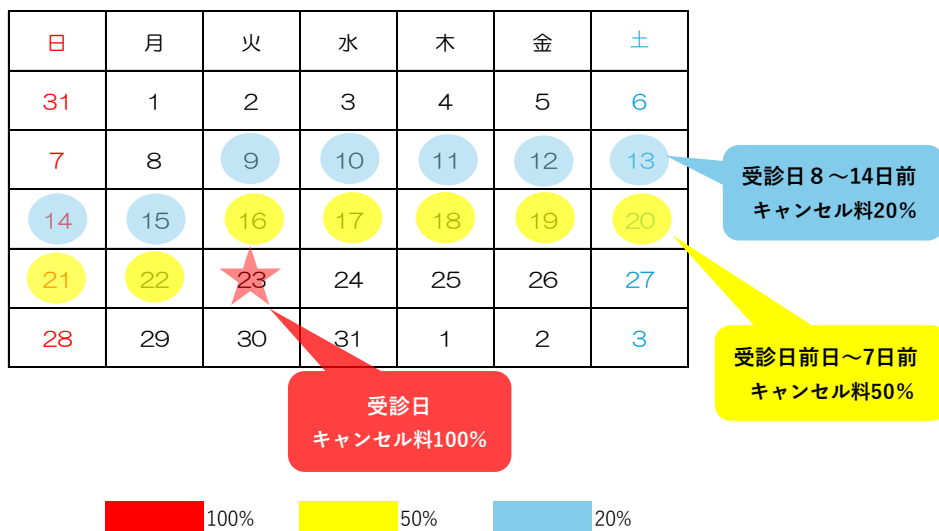 日 月 火 水 木 金 土
31 1 2 3 4 5 6
7 8 9 10 11 12 13
14 15 16 17 18 19 20
21 22 23 24 25 26 27
28 29 30 31 1 2 3
受診日８～14日前
キャンセル料20%
受診日前日～7日前
キャンセル料50%
受診日
キャンセル料100%
100% 50% 20%